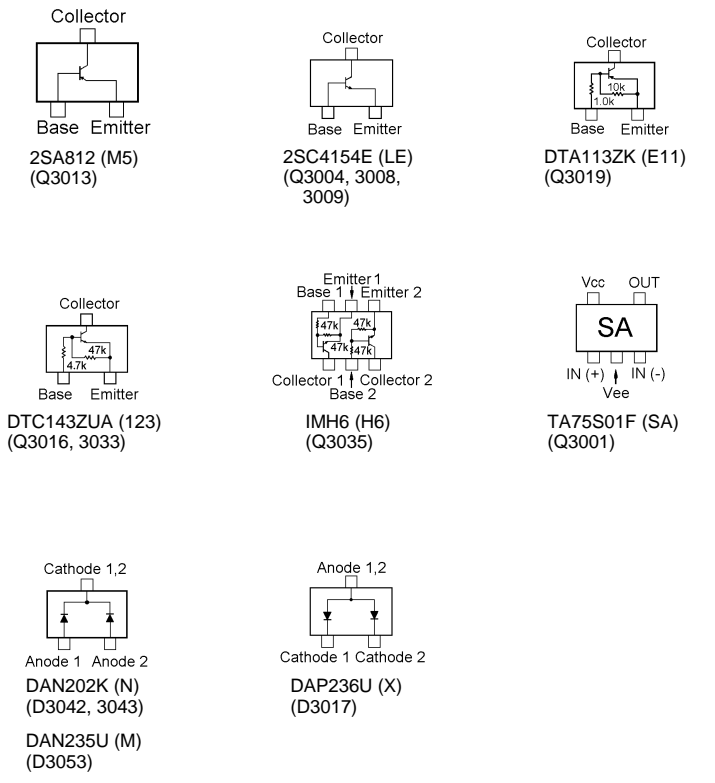 Collector
Base Emitter
2SA812 (M5)
(Q3013)
Collector
Base Emitter
2SC4154E (LE)
(Q3004, 3008,
3009)
Collector
10k
1.0k
Base Emitter
DTA113ZK (E11)
(Q3019)
Collector
47k
4.7k
Base Emitter
DTC143ZUA (123)
(Q3016, 3033)
Emitter 1
Base 1 Emitter 2
47k 47k
47k 47k
Collector 1 Collector 2
Base 2
IMH6 (H6)
(Q3035)
Vcc OUT
SA
IN (+) IN (-)
Vee
TA75S01F (SA)
(Q3001)
Cathode 1,2
Anode 1 Anode 2
DAN202K (N)
(D3042, 3043)
DAN235U (M)
(D3053)
Anode 1,2
Cathode 1 Cathode 2
DAP236U (X)
(D3017)